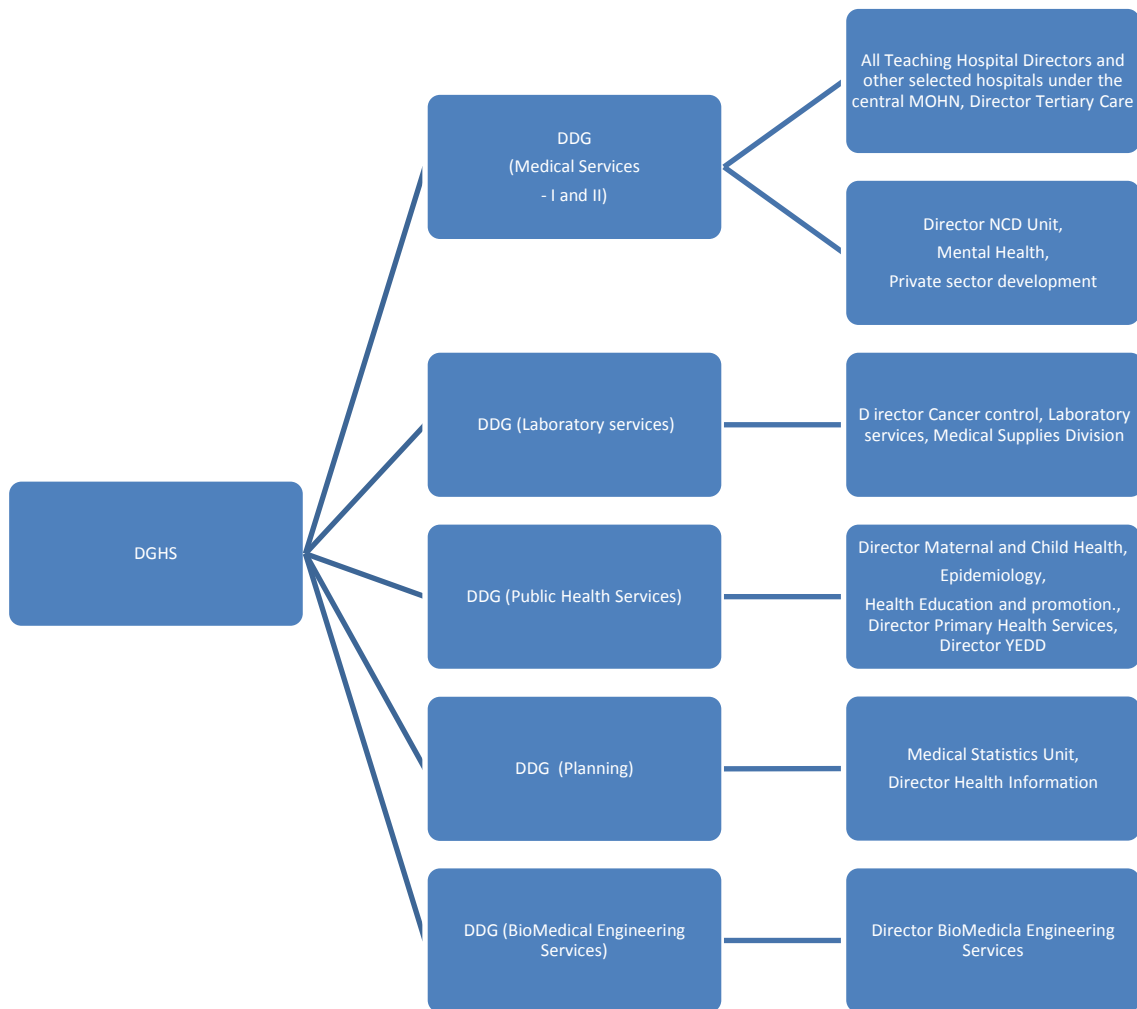 All Teaching Hospital Directors and
other selected hospitals under the
central MOHN, Director Tertiary Care
DDG
(Medical Services
- I and II)
Director NCD Unit,
Mental Health,
Private sector development
DDG (Laboratory services)
D irector Cancer control, Laboratory
services, Medical Supplies Division
DGHS
DDG (Public Health Services)
Director Maternal and Child Health,
Epidemiology,
Health Education and promotion.,
Director Primary Health Services,
Director YEDD
DDG  (Planning)
Medical Statistics Unit,
Director Health Information
DDG (BioMedical Engineering
Services)
Director BioMedicla Engineering
Services